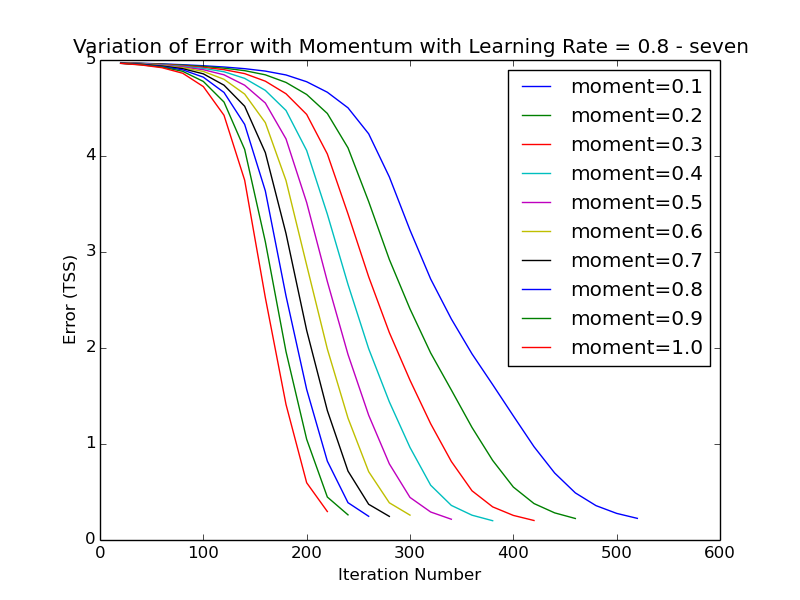 Variation of Error with Momentum with Learning Rate = 0.8 - seven
5
4
3
2
1
0
Error (TSS)
moment=0.1
moment=0.2
moment=0.3
moment=0.4
moment=0.5
moment=0.6
moment=0.7
moment=0.8
moment=0.9
moment=1.0
0 100 200 300 400 500 600
Iteration Number